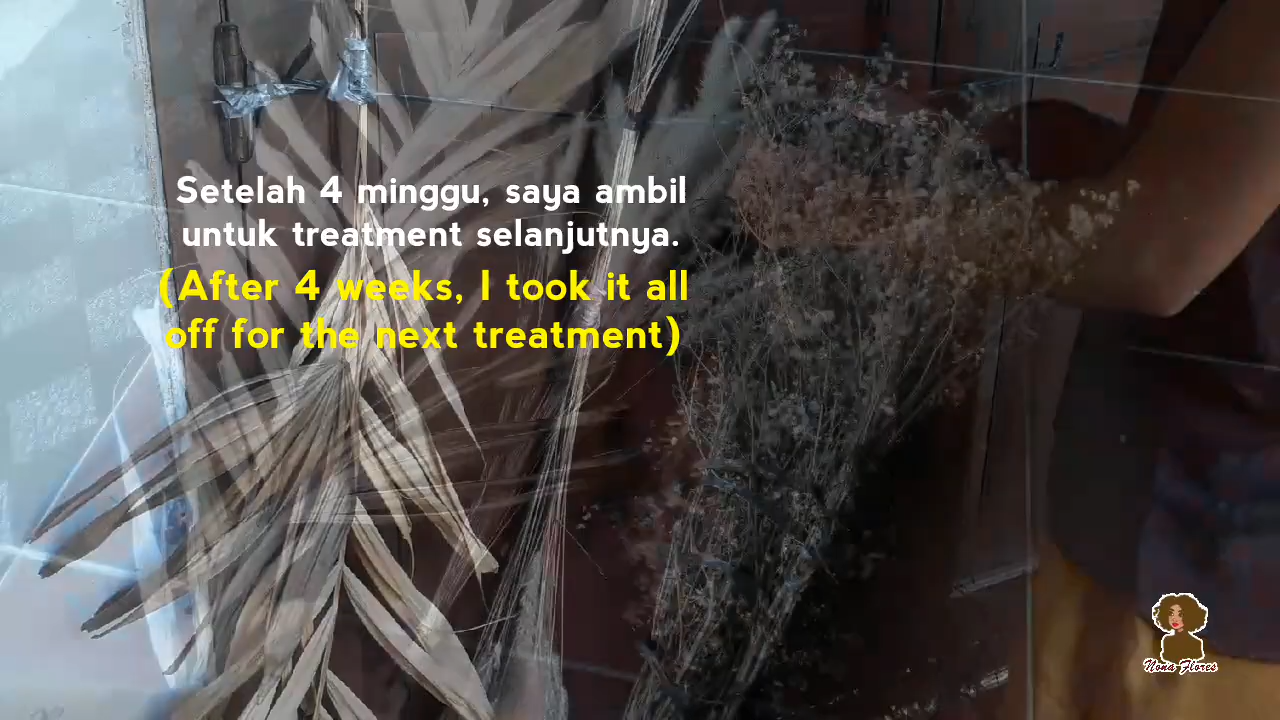 Setelah 4 minggu, saya ambil
untuk treatment selanjutnya.
(After 4 weeks, I took it all
off for the next treatment)
Nona Flores